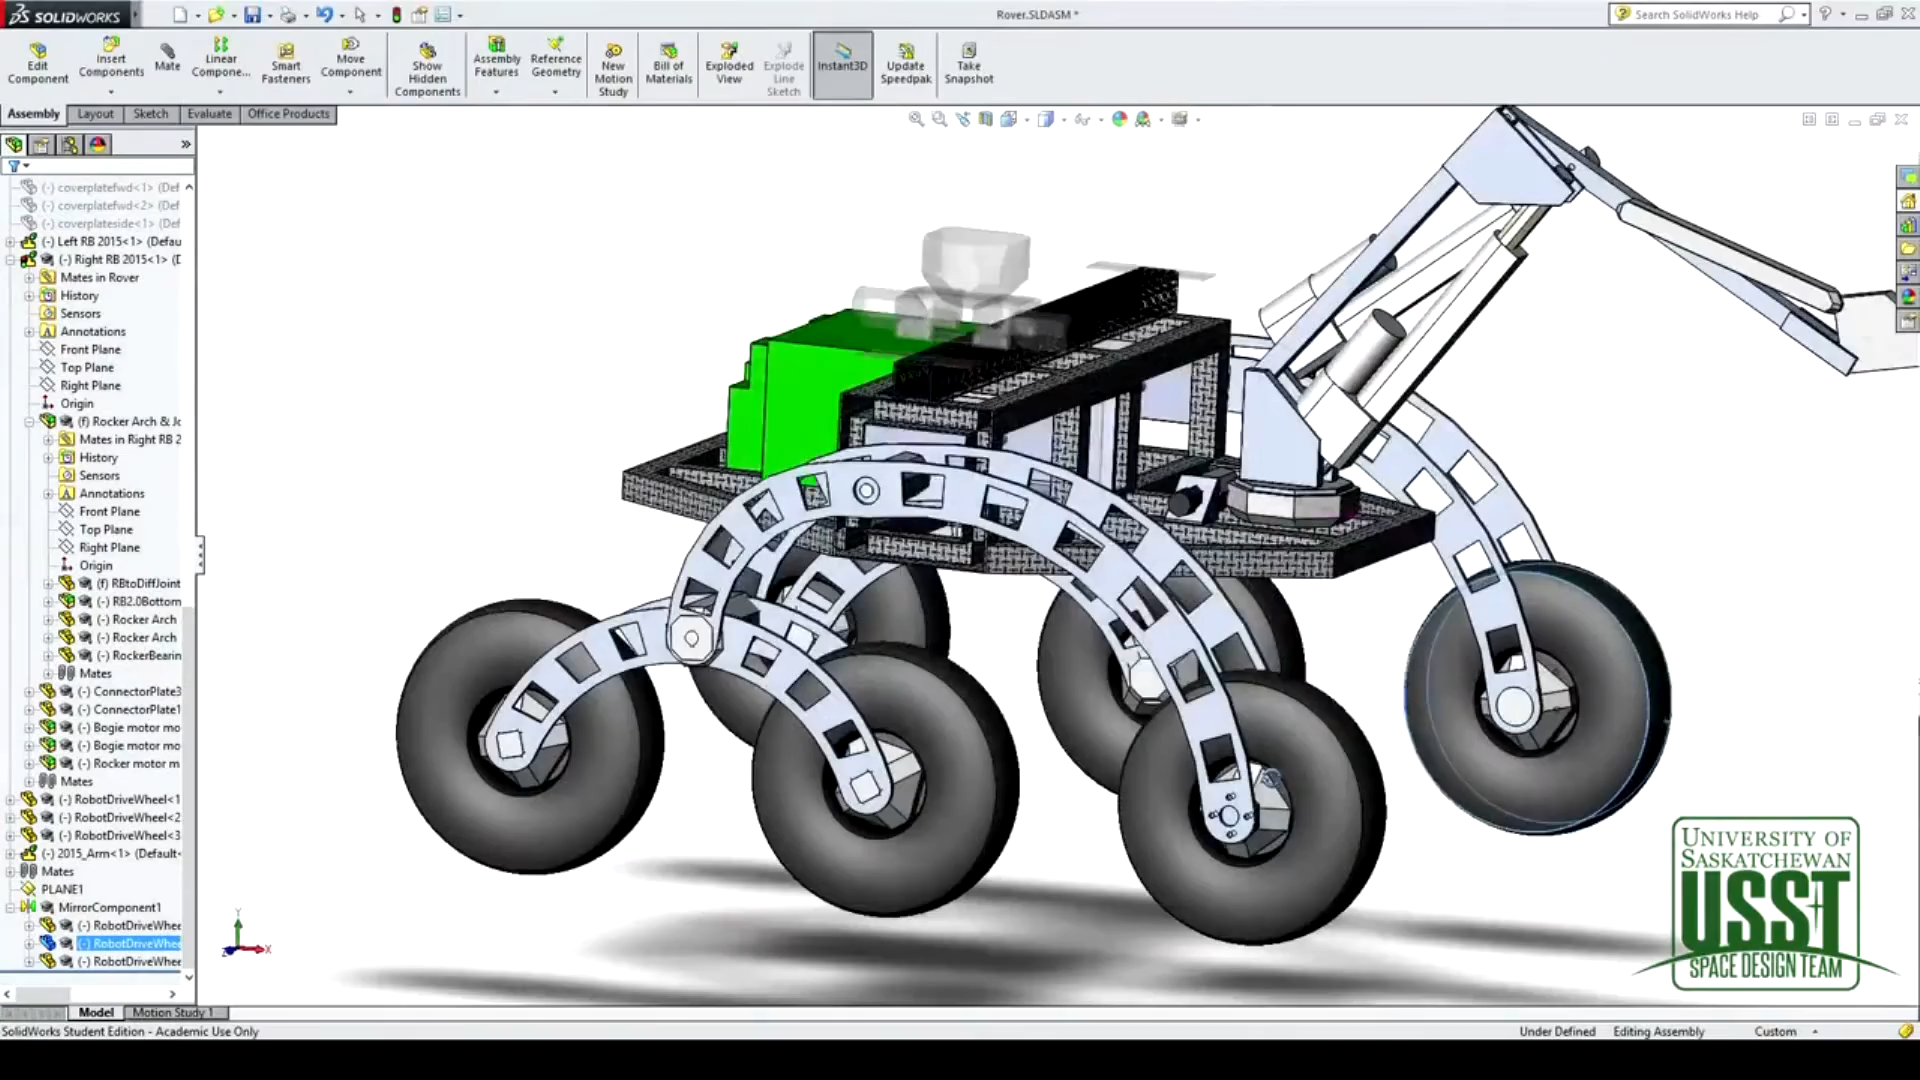 SOLIDWORKS
Rover.SLDASM *
Search SolidWorks Help
Edit Component
Insert Components
Mate
Linear Compone...
Smart Fasteners
Move Component
Show Hidden Components
Assembly Features
Reference Geometry
New Motion Study
Bill of Materials
Exploded View
Explode Line Sketch
Instant3D
Update Speedpak
Take Snapshot
Assembly
Layout
Sketch
Evaluate
Office Products
(-) coverplatefwd<1> (Def
(-) coverplatefwd<2> (Def
(-) coverplateside<1> (Def
(-) Left RB 2015<1> (Defau
(-) Right RB 2015<1> (D
Mates in Rover
History
Sensors
Annotations
Front Plane
Top Plane
Right Plane
Origin
(f) Rocker Arch & Jo
Mates in Right RB 2
History
Sensors
Annotations
Front Plane
Top Plane
Right Plane
Origin
(f) RBtoDiffJoint
(-) RB2.0Bottom
(-) Rocker Arch
(-) Rocker Arch
(-) RockerBearin
Mates
(-) ConnectorPlate3
(-) ConnectorPlate1
(-) Bogie motor mo
(-) Bogie motor mo
(-) Rocker motor m
Mates
(-) RobotDriveWheel<1
(-) RobotDriveWheel<2
(-) RobotDriveWheel<3
(-) 2015_Arm<1> (Default<
Mates
PLANE1
MirrorComponent1
(-) RobotDriveWhee
(-) RobotDriveWhee
(-) RobotDriveWhee
Y
X
Z
UNIVERSITY OF
SASKATCHEWAN
USST
SPACE DESIGN TEAM
Model
Motion Study 1
SolidWorks Student Edition - Academic Use Only
Under Defined
Editing Assembly
Custom